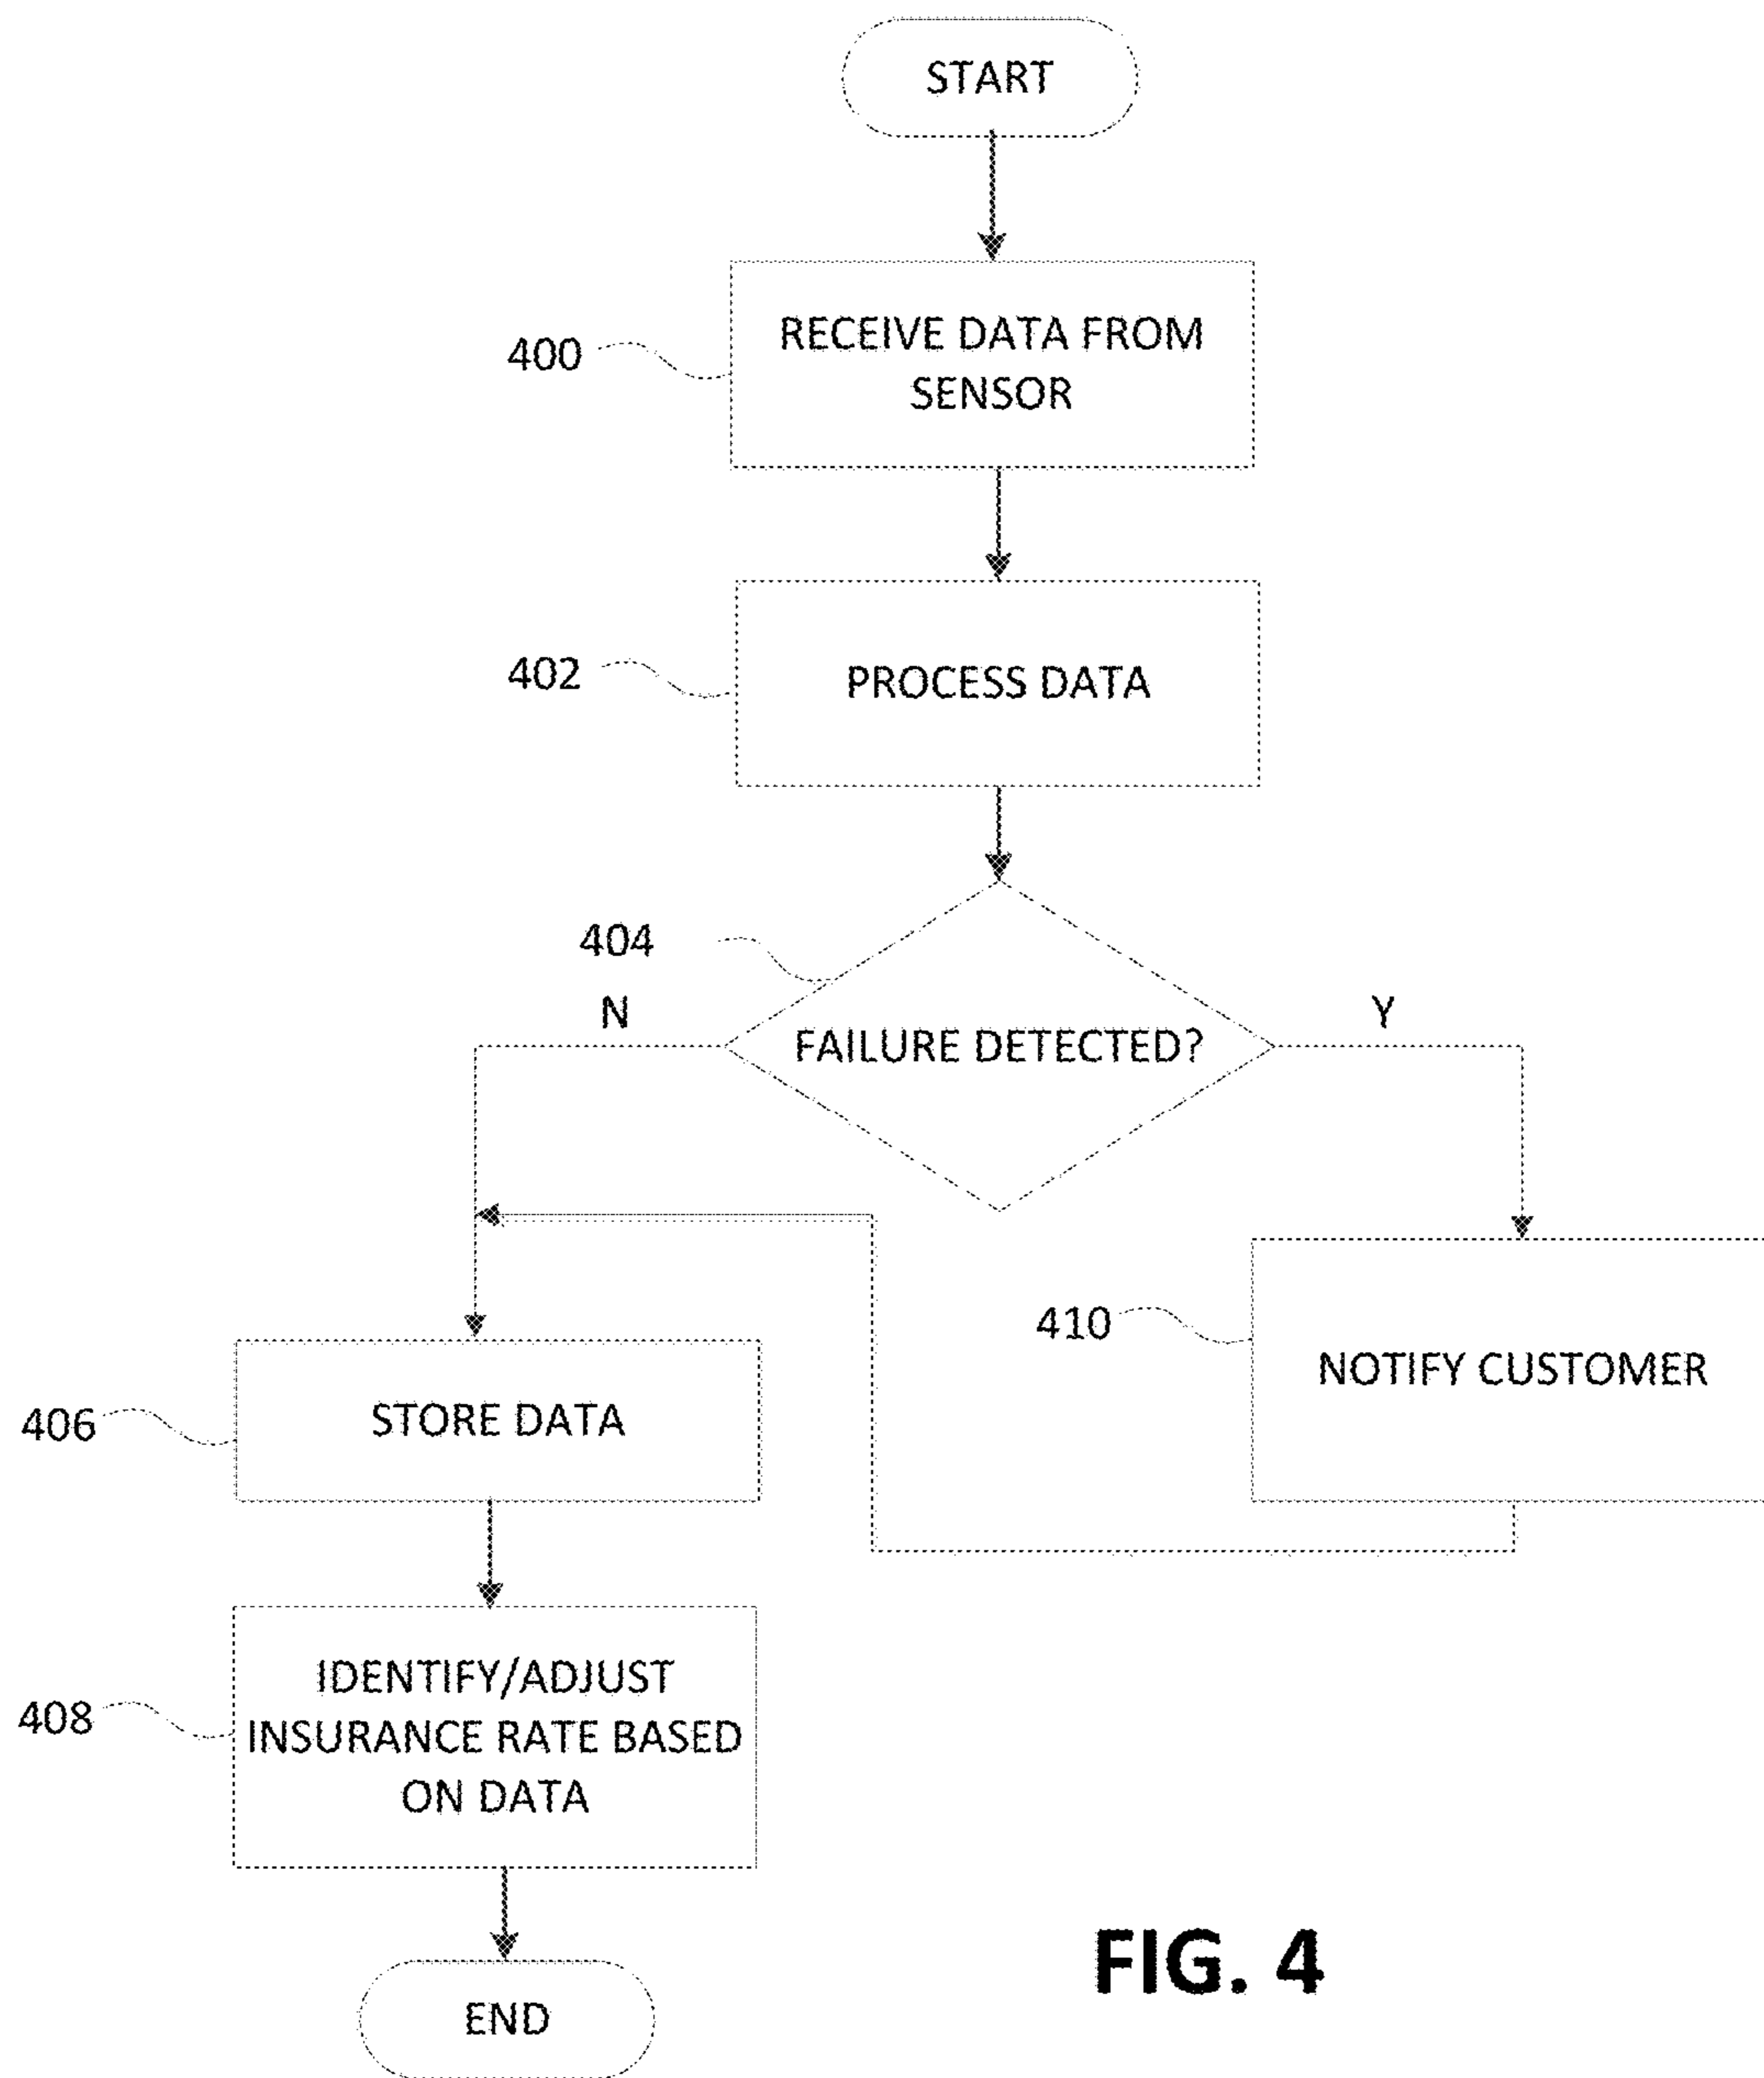 START
400
RECEIVE DATA FROM
SENSOR
402
PROCESS DATA
404
N
FAILURE DETECTED?
Y
410
NOTIFY CUSTOMER
406
STORE DATA
408
IDENTIFY/ADJUST
INSURANCE RATE BASED
ON DATA
END
FIG. 4